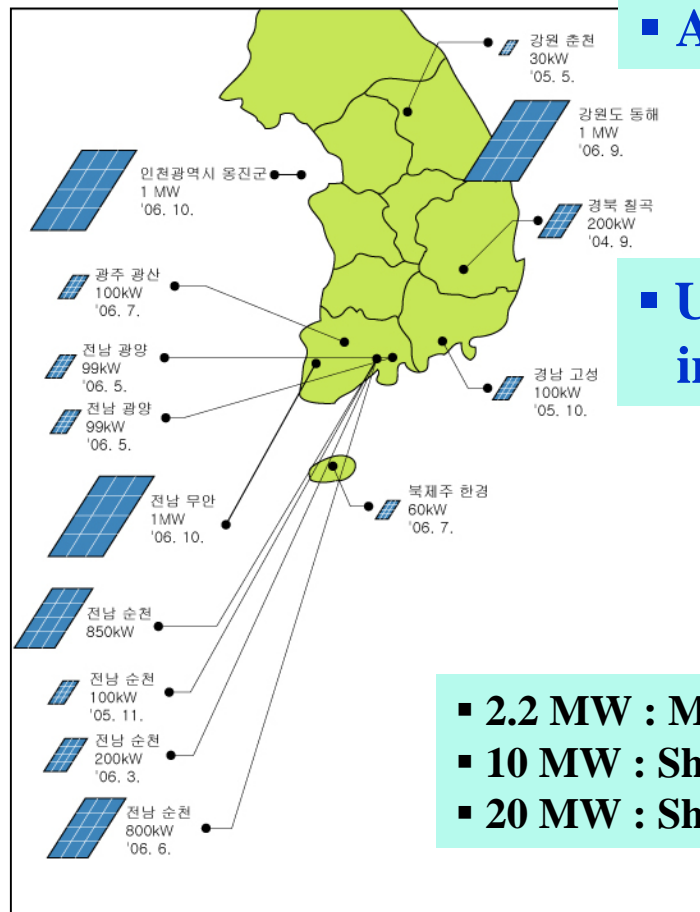 강원 춘천
30kW
'05. 5.
강원도 동해
1 MW
'06. 9.
인천광역시 옹진군
1 MW
'06. 10.
경북 칠곡
200kW
'04. 9.
광주 광산
100kW
'06. 7.
전남 광양
99kW
'06. 5.
전남 광양
99kW
'06. 5.
경남 고성
100kW
'05. 10.
전남 무안
1MW
'06. 10.
북제주 한경
60kW
'06. 7.
전남 순천
850kW
전남 순천
100kW
'05. 11.
전남 순천
200kW
'06. 3.
전남 순천
800kW
'06. 6.
▪ A
▪ U
in
▪ 2.2 MW : M
▪ 10 MW : Sh
▪ 20 MW : Sh